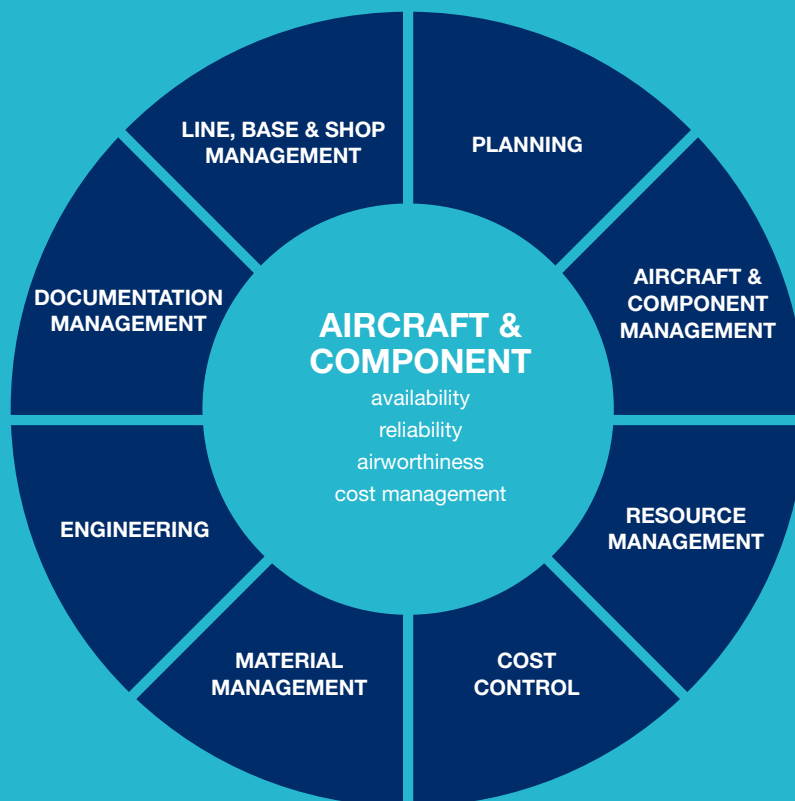 LINE, BASE & SHOP
MANAGEMENT
PLANNING
AIRCRAFT &
COMPONENT
MANAGEMENT
RESOURCE
MANAGEMENT
COST
CONTROL
MATERIAL
MANAGEMENT
ENGINEERING
DOCUMENTATION
MANAGEMENT
AIRCRAFT &
COMPONENT
availability
reliability
airworthiness
cost management